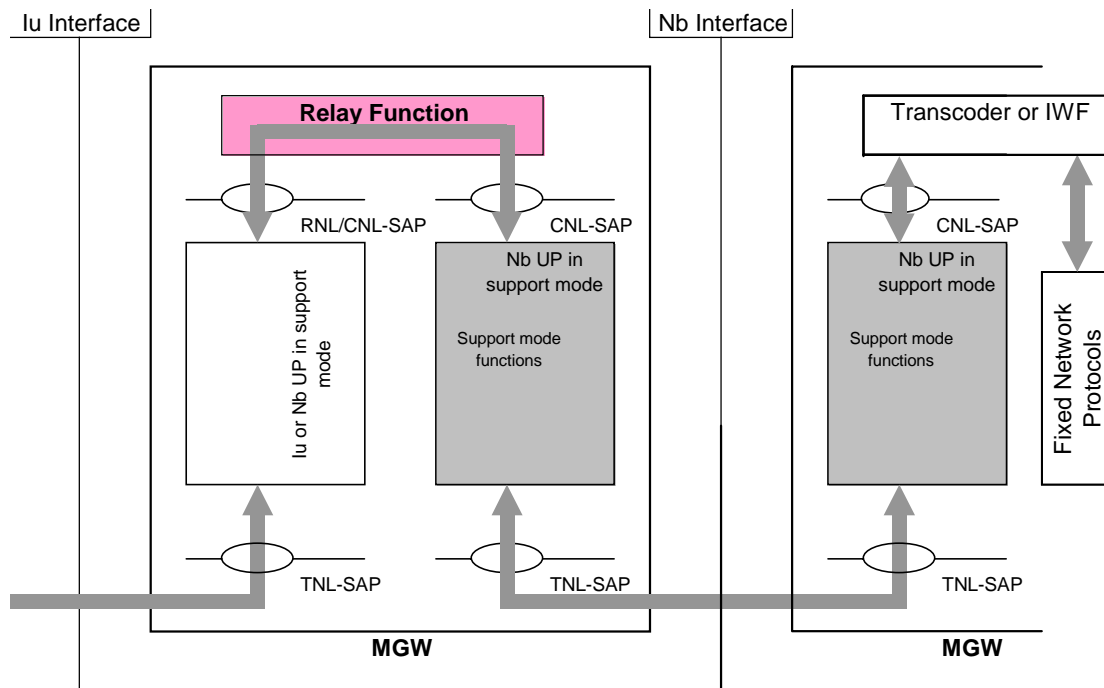 Iu Interface
Nb Interface
Relay Function
Transcoder or IWF
RNL/CNL-SAP
CNL-SAP
CNL-SAP
Iu or Nb UP in support
mode
Nb UP in
support mode
Support mode
functions
Nb UP in
support mode
Support mode
functions
Fixed Network
Protocols
TNL-SAP
TNL-SAP
TNL-SAP
MGW
MGW